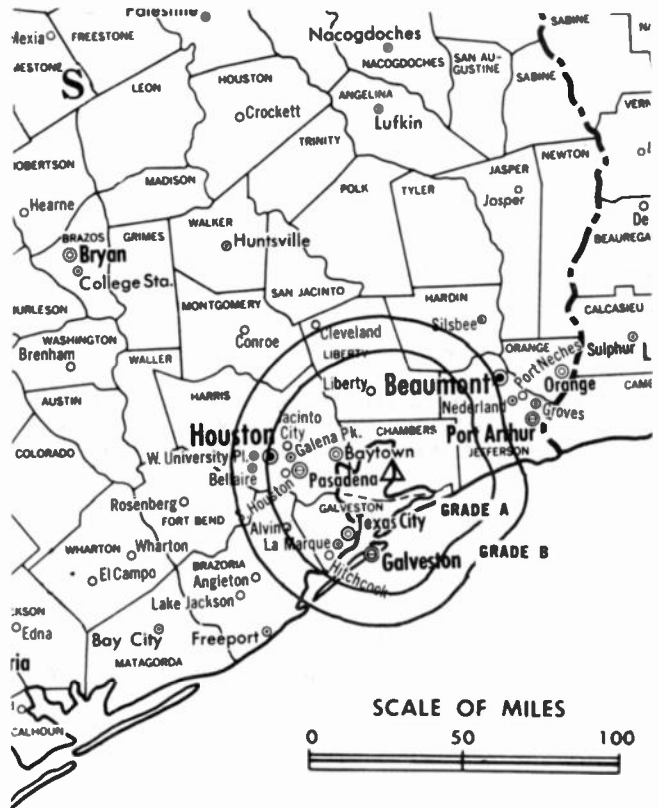 Palestine
SABINE
Mexia
FREESTONE
Nacogdoches
NACOGDOCHES
SAN AU-
GUSTINE
SABINE
S
LEON
HOUSTON
ANGELINA
Crockett
Lufkin
TRINITY
NEWTON
ROBERTSON
MADISON
POLK
TYLER
JASPER
Jasper
Hearne
WALKER
BRAZOS
GRIMES
Huntsville
Bryan
College Sta.
SAN JACINTO
HARDIN
MONTGOMERY
CALCASIEU
BURLESON
WASHINGTON
Cleveland
Silsbee
Conroe
LIBERTY
ORANGE
Sulphur
L
Brenham
WALLER
Port Neches
Liberty
Beaumont
Orange
AUSTIN
HARRIS
Nederland
Groves
Jacinto
City
Houston
Galena Pk.
CHAMBERS
Port Arthur
COLORADO
W. University Pl.
Baytown
JEFFERSON
Bellaire
Pasadena
S. Houston
Rosenberg
GALVESTON
GRADE A
FORT BEND
Alvin
Texas City
WHARTON
Wharton
La Marque
GRADE B
El Campo
BRAZORIA
Galveston
Angleton
Hitchcock
Lake Jackson
Edna
Bay City
Freeport
MATAGORDA
CALHOUN
SCALE OF MILES
0 50 100